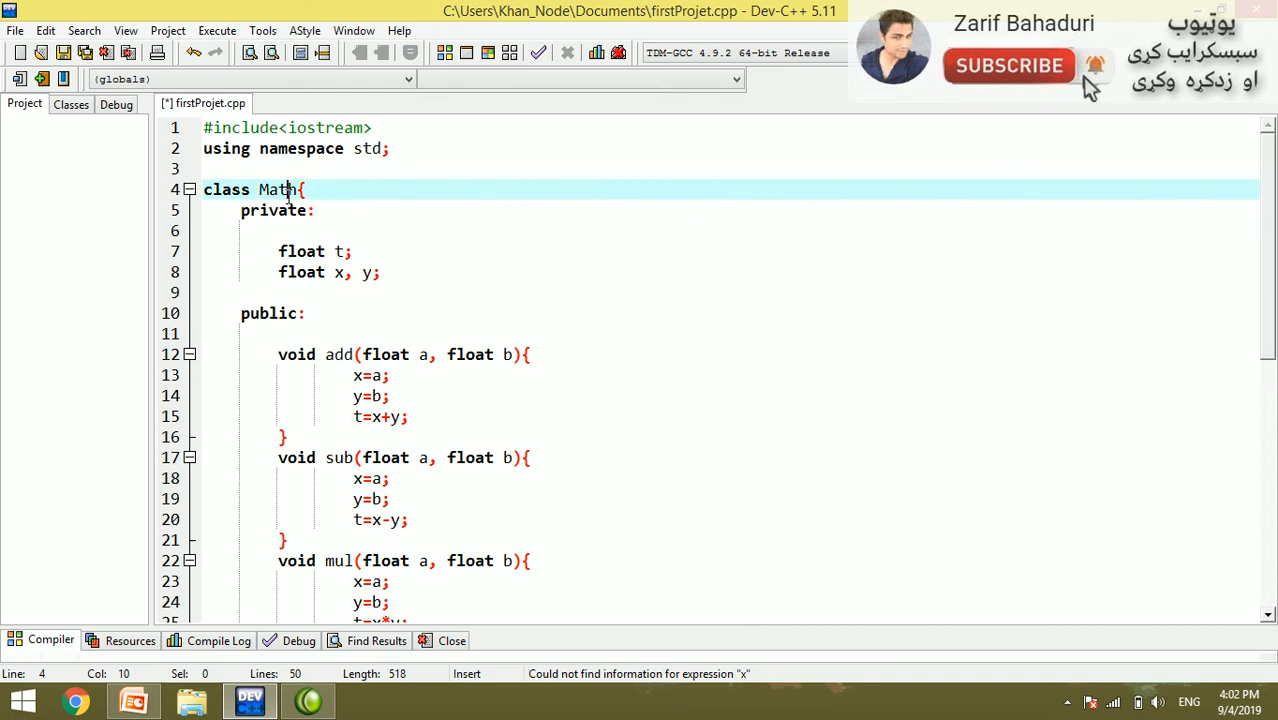 C:\Users\Khan_Node\Documents\firstProjet.cpp - Dev-C++ 5.11
File Edit Search View Project Execute Tools AStyle Window Help
TDM-GCC 4.9.2 64-bit Release
(globals)
Zarif Bahaduri
SUBSCRIBE
یوټیوب
سبسکرایب کړی
او زدکړه وکړی
Project Classes Debug
[*] firstProjet.cpp
1 #include<iostream>
2 using namespace std;
3
4 class Math{
5 private:
6
7 float t;
8 float x, y;
9
10 public:
11
12 void add(float a, float b){
13 x=a;
14 y=b;
15 t=x+y;
16 }
17 void sub(float a, float b){
18 x=a;
19 y=b;
20 t=x-y;
21 }
22 void mul(float a, float b){
23 x=a;
24 y=b;
25 t=x*y;
Compiler Resources Compile Log Debug Find Results Close
Line: 4 Col: 10 Sel: 0 Lines: 50 Length: 518 Insert Could not find information for expression "x"
DEV
ENG
4:02 PM
9/4/2019